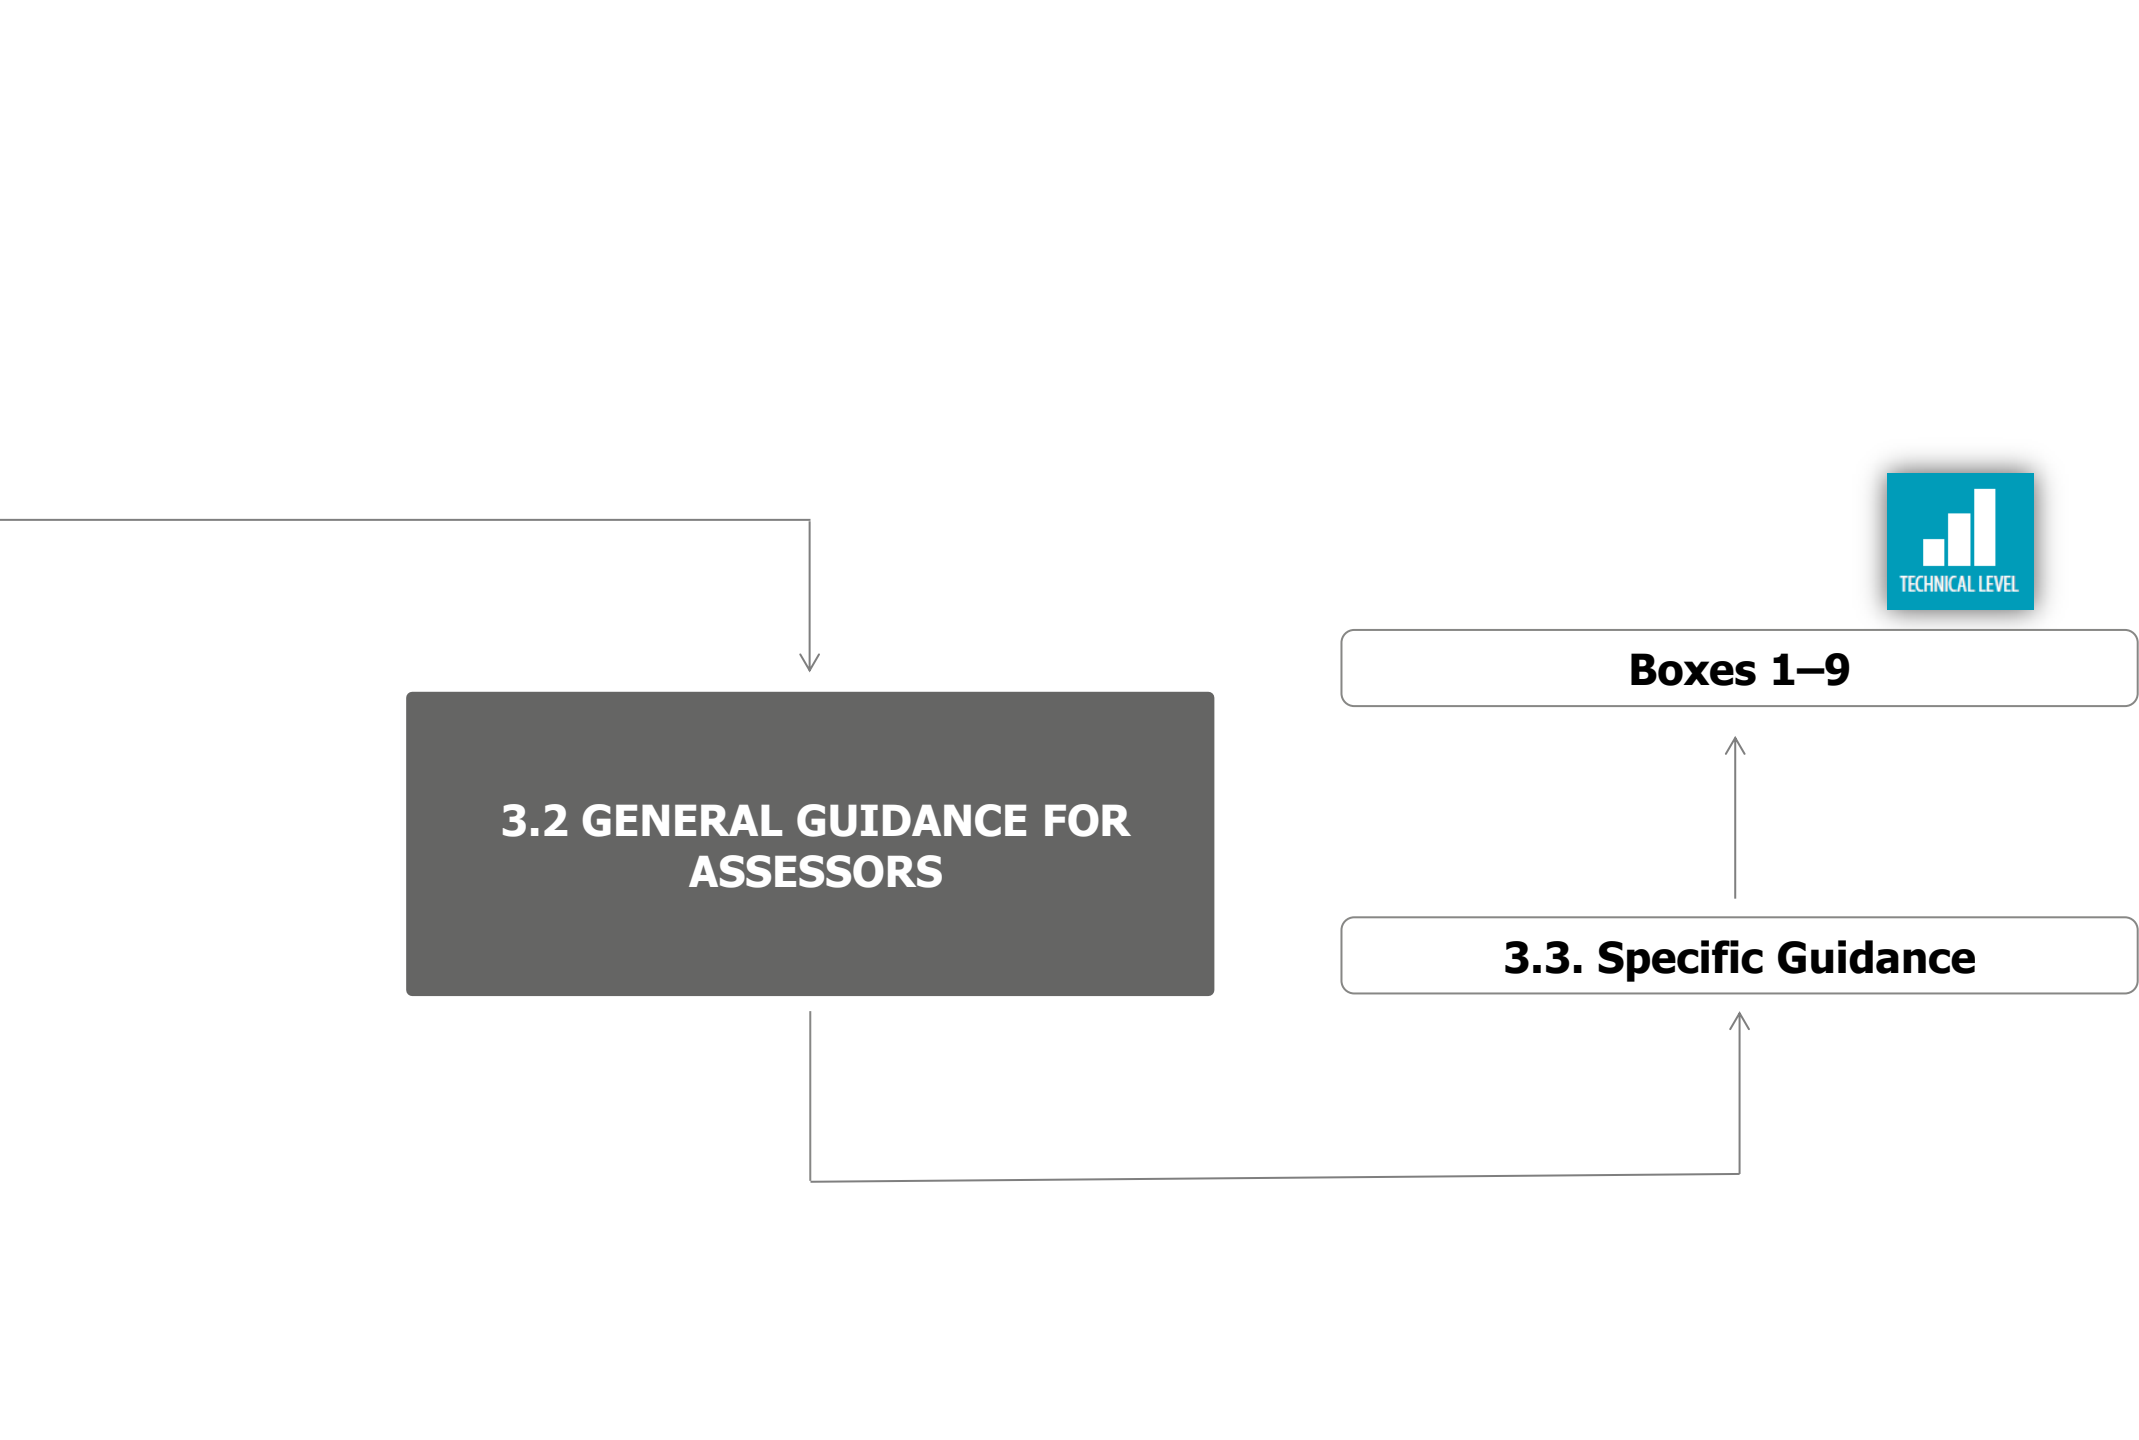 TECHNICAL LEVEL
Boxes 1–9
3.2 GENERAL GUIDANCE FOR
ASSESSORS
3.3. Specific Guidance